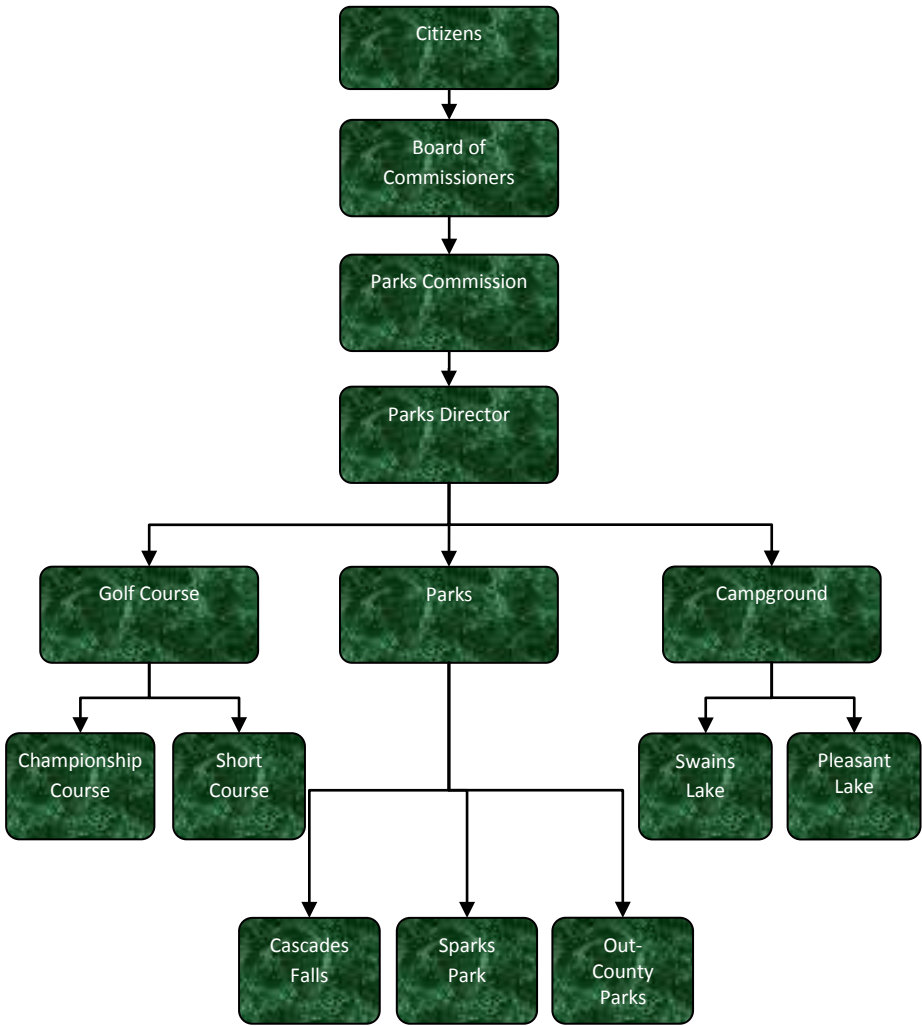 Citizens
Board of
Commissioners
Parks Commission
Parks Director
Golf Course
Parks
Campground
Championship
Course
Short
Course
Swains
Lake
Pleasant
Lake
Cascades
Falls
Sparks
Park
Out-
County
Parks